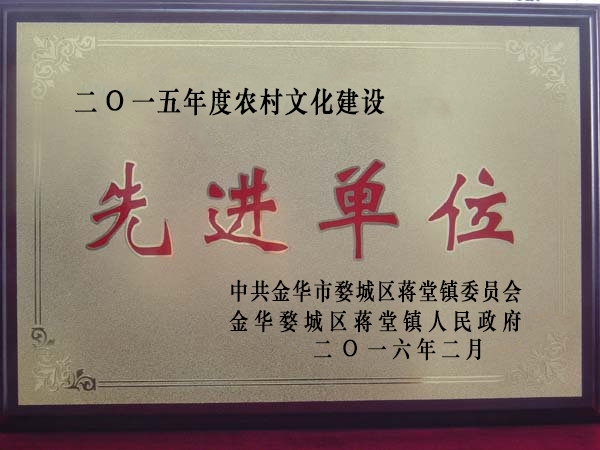 二〇一五年度农村文化建设
先进单位
中共金华市婺城区蒋堂镇委员会
金华婺城区蒋堂镇人民政府
二〇一六年二月